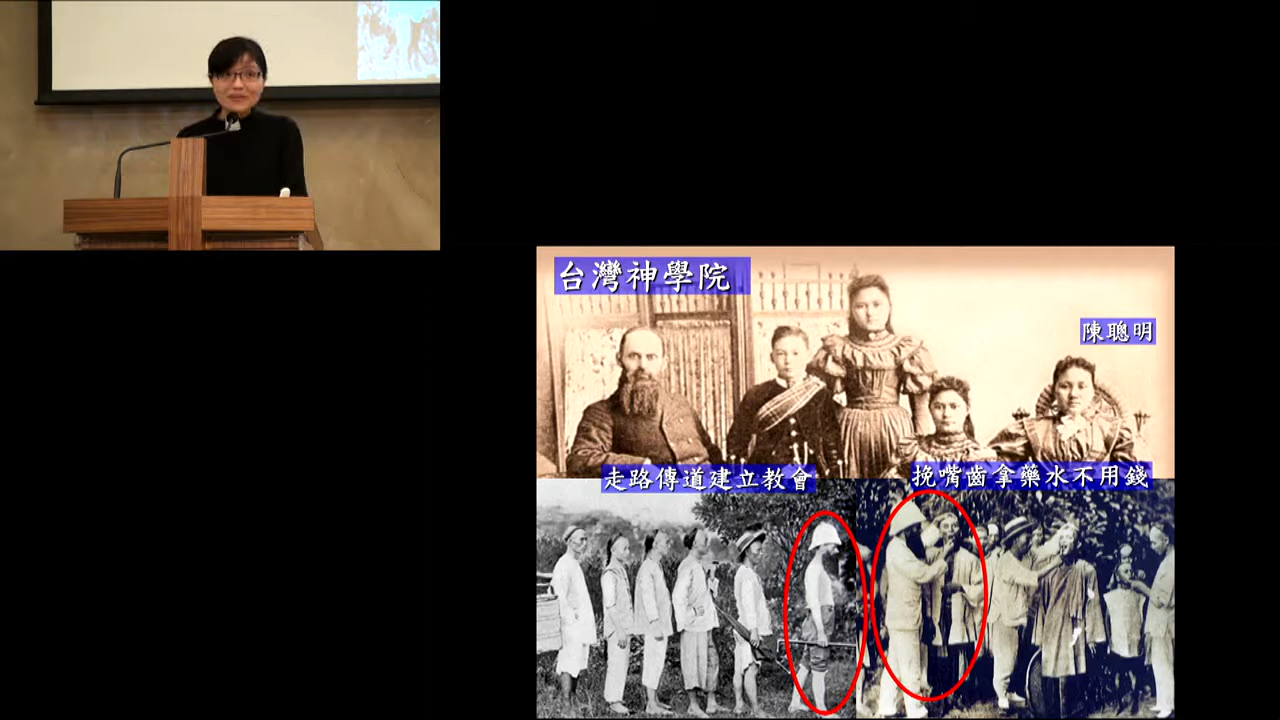 台灣神學院
陳聰明
走路傳道建立教會
挽嘴齒拿藥水不用錢